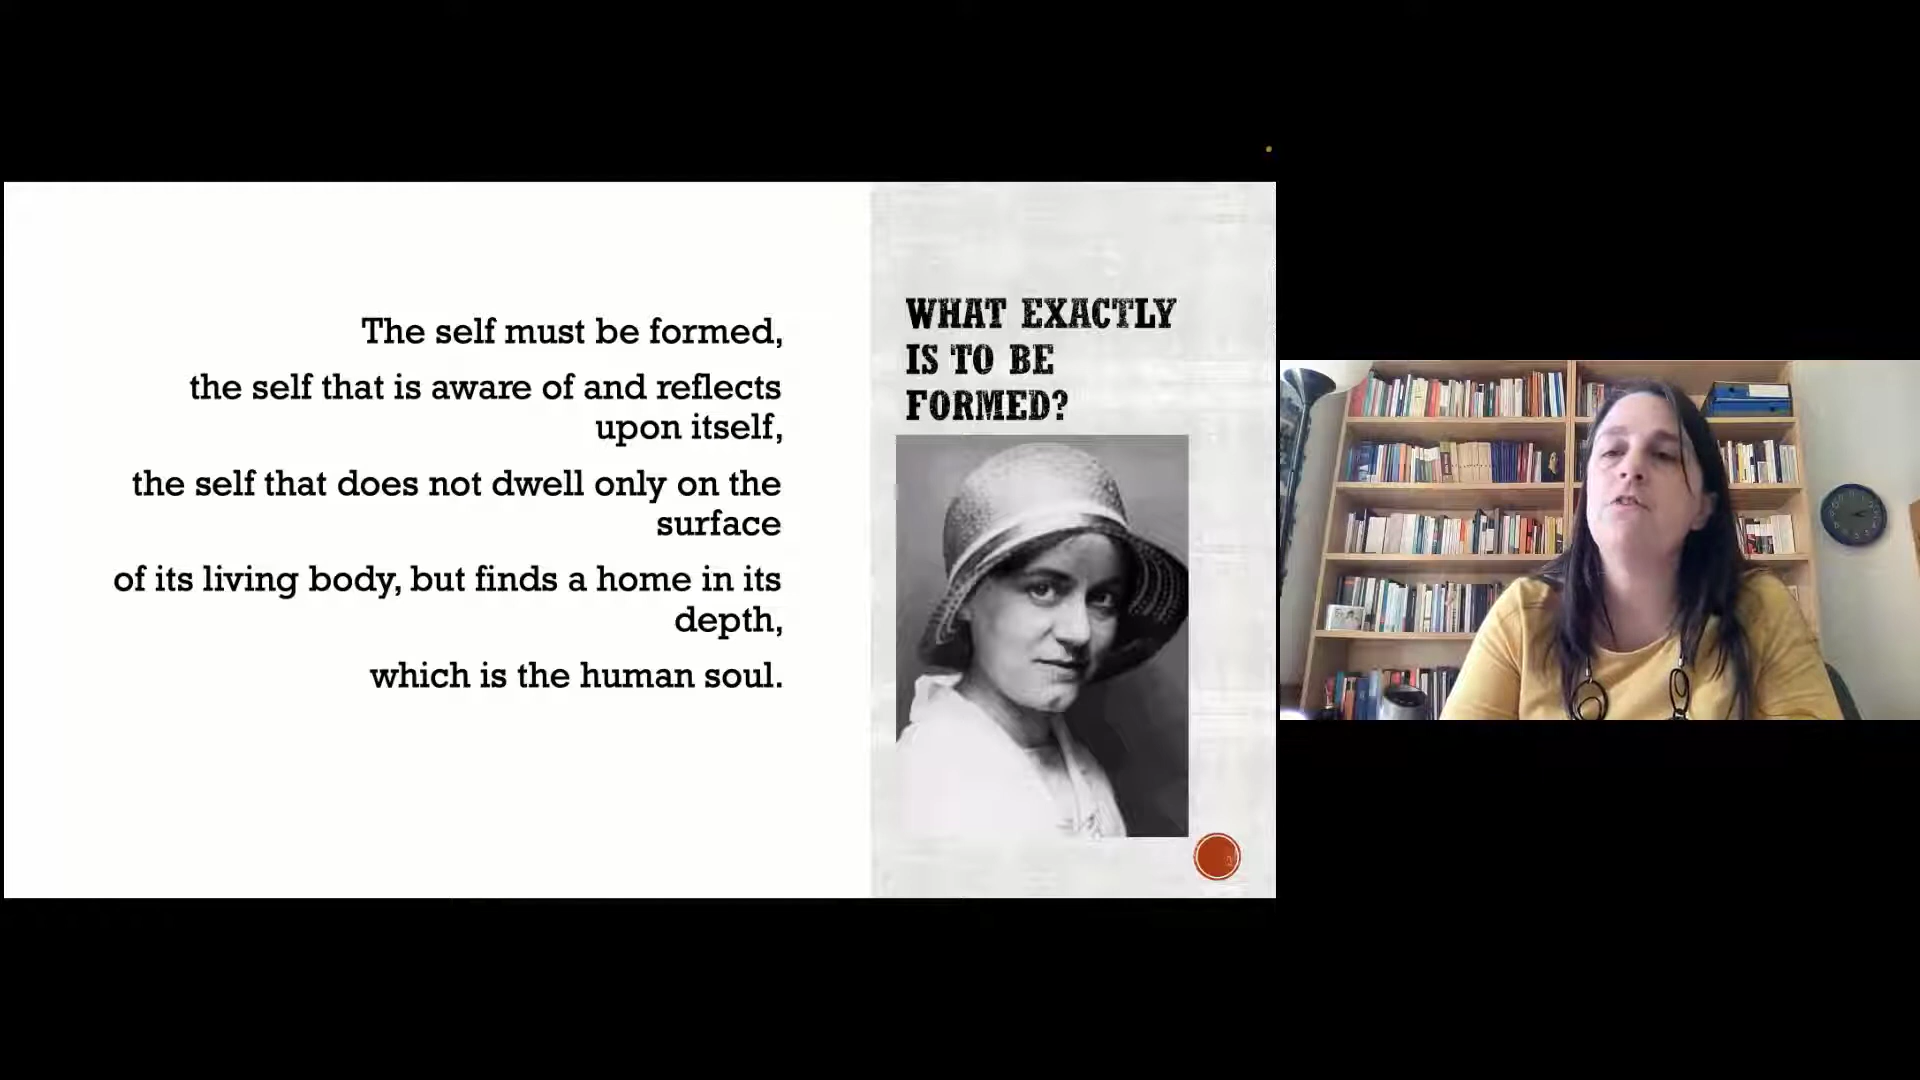 The self must be formed,
the self that is aware of and reflects
upon itself,
the self that does not dwell only on the
surface
of its living body, but finds a home in its
depth,
which is the human soul.
WHAT EXACTLY
IS TO BE
FORMED?